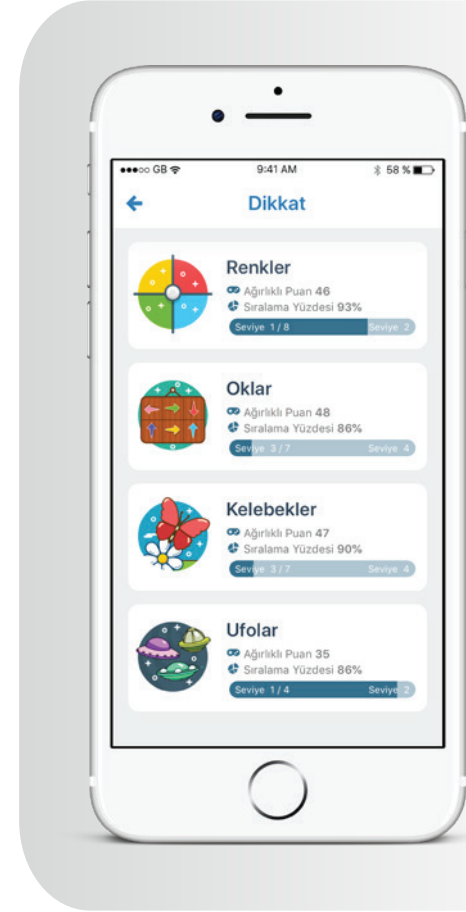 GB 9:41 AM 58 %
Dikkat
Renkler
Ağırlıklı Puan 46
Sıralama Yüzdesi 93%
Seviye 1 / 8 Seviye 2
Oklar
Ağırlıklı Puan 48
Sıralama Yüzdesi 86%
Seviye 3 / 7 Seviye 4
Kelebekler
Ağırlıklı Puan 47
Sıralama Yüzdesi 90%
Seviye 3 / 7 Seviye 4
Ufolar
Ağırlıklı Puan 35
Sıralama Yüzdesi 86%
Seviye 1 / 4 Seviye 2